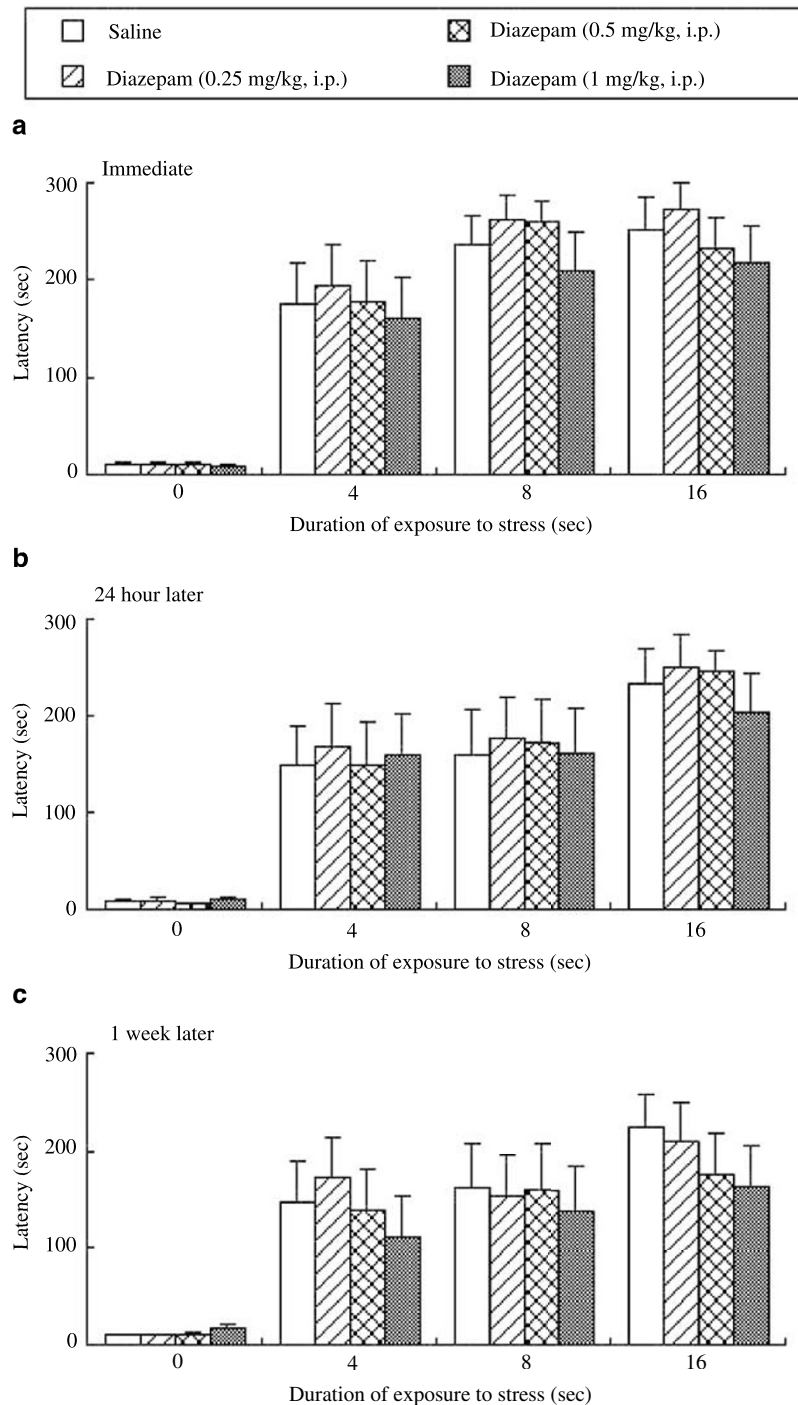 Saline
Diazepam (0.5 mg/kg, i.p.)
Diazepam (0.25 mg/kg, i.p.)
Diazepam (1 mg/kg, i.p.)
a
Immediate
300
200
100
0
Latency (sec)
0 4 8 16
Duration of exposure to stress (sec)
b
24 hour later
300
200
100
0
Latency (sec)
0 4 8 16
Duration of exposure to stress (sec)
c
1 week later
300
200
100
0
Latency (sec)
0 4 8 16
Duration of exposure to stress (sec)